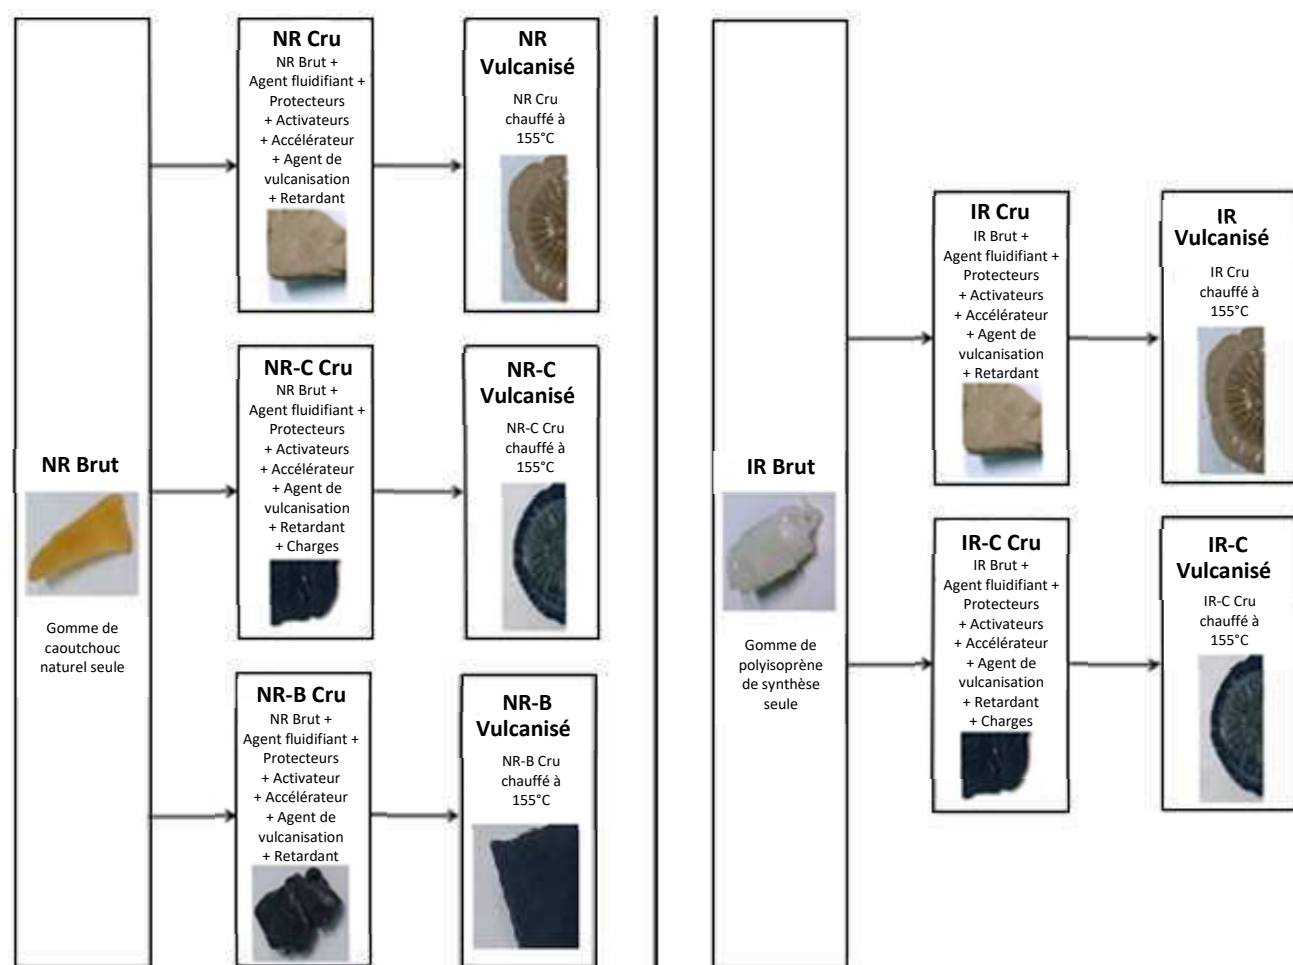 NR Brut
Gomme de
caoutchouc
naturel seule
NR Cru
NR Brut +
Agent fluidifiant +
Protecteurs
+ Activateurs
+ Accélérateur
+ Agent de
vulcanisation
+ Retardant
NR
Vulcanisé
NR Cru
chauffé à
155°C
NR-C Cru
NR Brut +
Agent fluidifiant +
Protecteurs
+ Activateurs
+ Accélérateur
+ Agent de
vulcanisation
+ Retardant
+ Charges
NR-C
Vulcanisé
NR-C Cru
chauffé à
155°C
NR-B Cru
NR Brut +
Agent fluidifiant +
Protecteurs
+ Activateur
+ Accélérateur
+ Agent de
vulcanisation
+ Retardant
NR-B
Vulcanisé
NR-B Cru
chauffé à
155°C
IR Brut
Gomme de
polyisoprène
de synthèse
seule
IR Cru
IR Brut +
Agent fluidifiant +
Protecteurs
+ Activateurs
+ Accélérateur
+ Agent de
vulcanisation
+ Retardant
IR
Vulcanisé
IR Cru
chauffé à
155°C
IR-C Cru
IR Brut +
Agent fluidifiant +
Protecteurs
+ Activateurs
+ Accélérateur
+ Agent de
vulcanisation
+ Retardant
+ Charges
IR-C
Vulcanisé
IR-C Cru
chauffé à
155°C